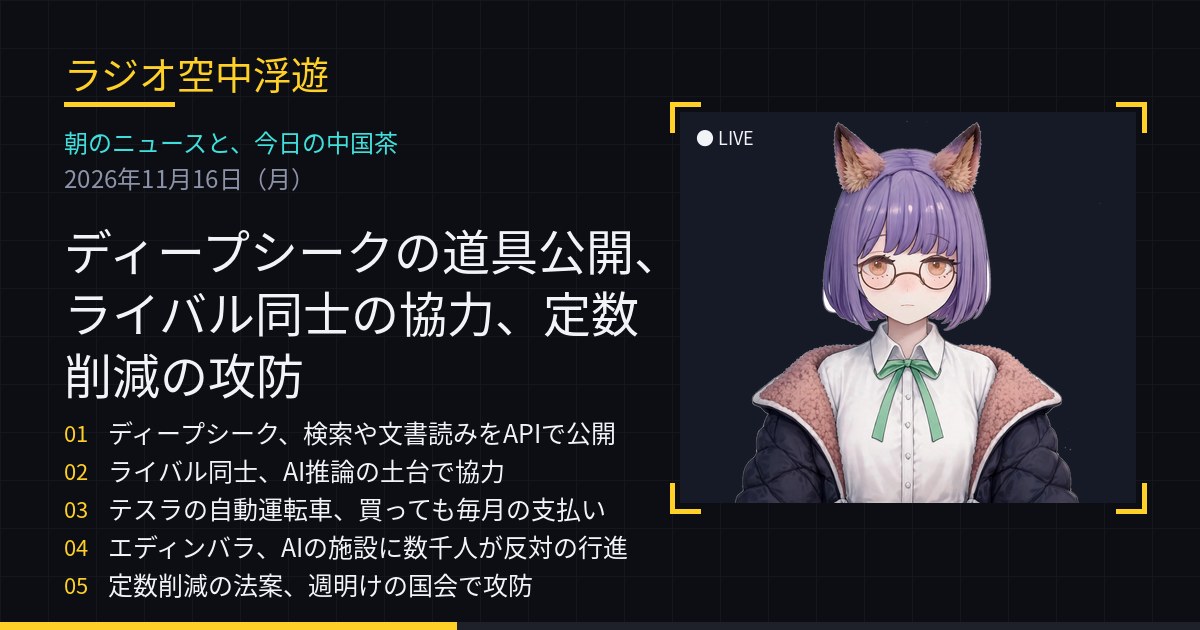 ラジオ空中浮遊
朝のニュースと、今日の中国茶
2026年11月16日（月）
ディープシークの道具公開、
ライバル同士の協力、定数
削減の攻防
01 ディープシーク、検索や文書読みをAPIで公開
02 ライバル同士、AI推論の土台で協力
03 テスラの自動運転車、買っても毎月の支払い
04 エディンバラ、AIの施設に数千人が反対の行進
05 定数削減の法案、週明けの国会で攻防
LIVE